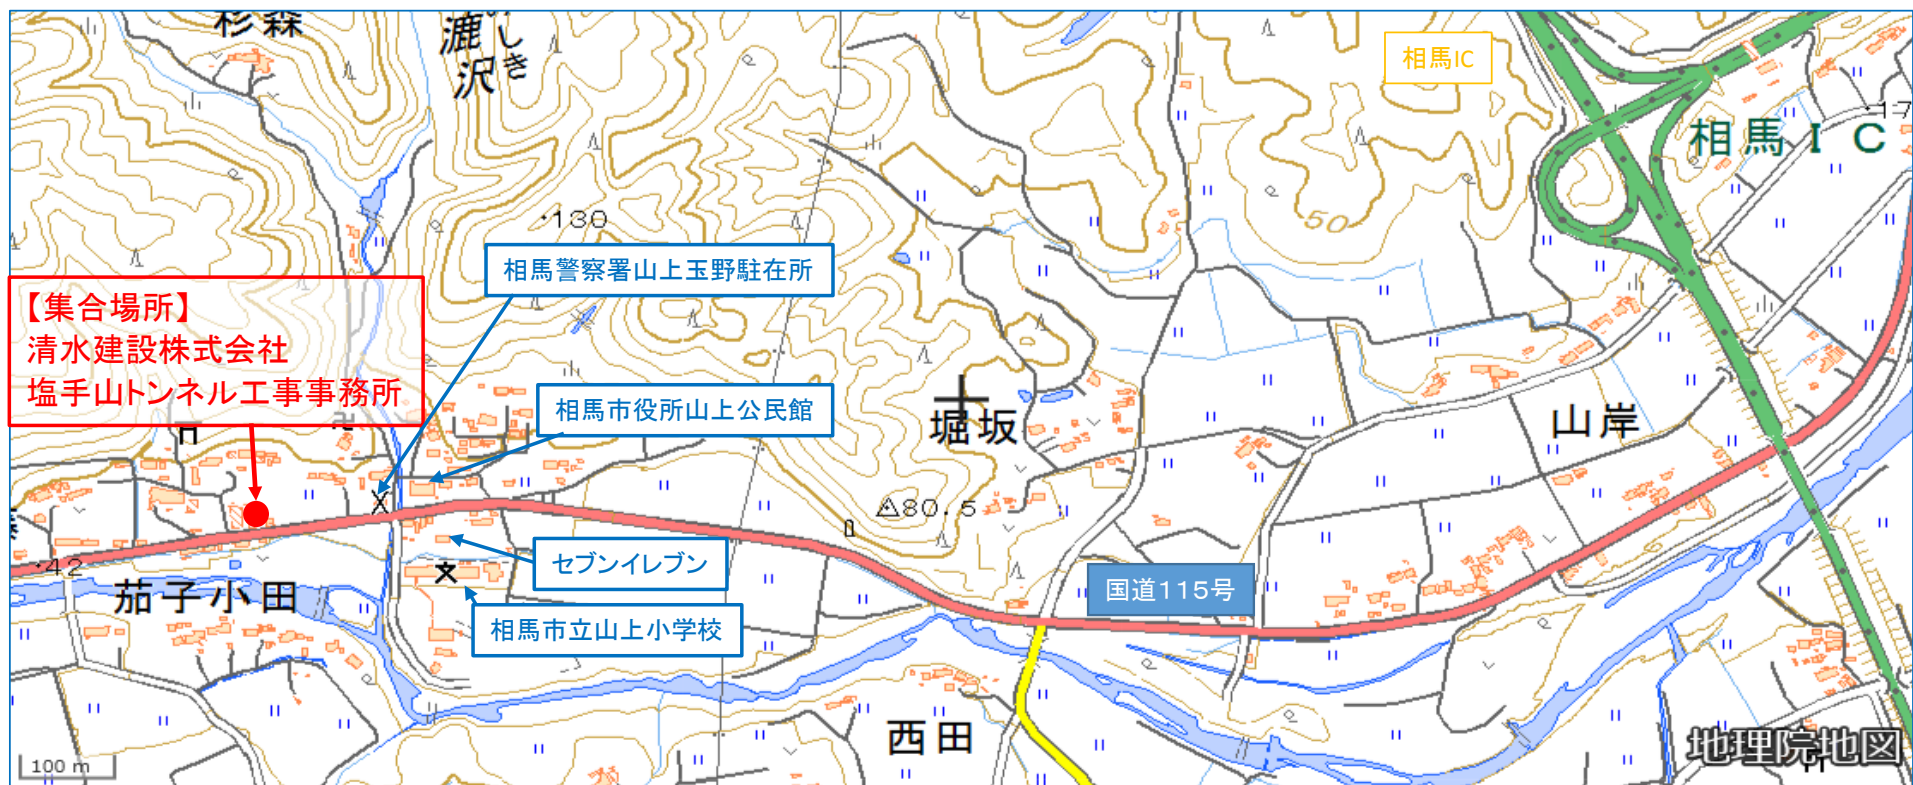 杉森
漉沢
いしき
相馬IC
17
相馬IC
130
50
相馬警察署山上玉野駐在所
【集合場所】
清水建設株式会社
塩手山トンネル工事事務所
相馬市役所山上公民館
堀坂
山岸
80.5
セブンイレブン
42
茄子小田
国道115号
相馬市立山上小学校
西田
地理院地図
100 m